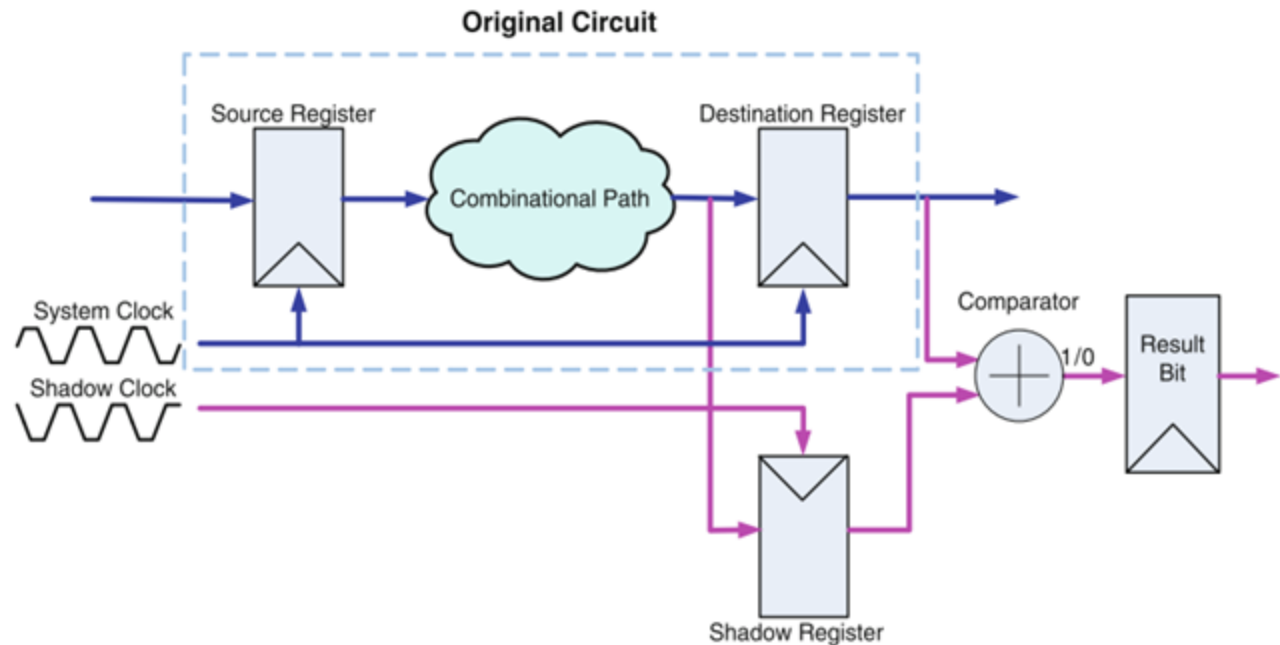 Original Circuit
Source Register
Destination Register
Combinational Path
System Clock
Shadow Clock
Comparator
1/0
Result
Bit
Shadow Register